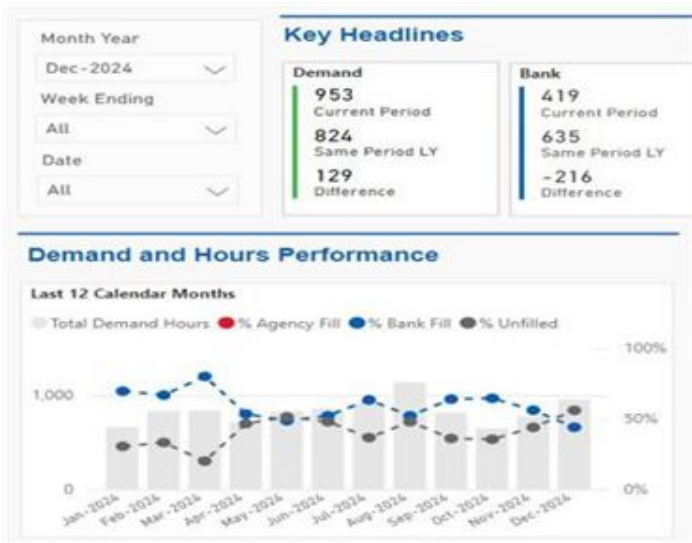 Month Year
Dec-2024
Week Ending
All
Date
All
Key Headlines
Demand
953
Current Period
824
Same Period LY
129
Difference
Bank
419
Current Period
635
Same Period LY
-216
Difference
Demand and Hours Performance
Last 12 Calendar Months
Total Demand Hours % Agency Fill % Bank Fill % Unfilled
100%
1,000
50%
0
0%
Jan-2024 Feb-2024 Mar-2024 Apr-2024 May-2024 Jun-2024 Jul-2024 Aug-2024 Sep-2024 Oct-2024 Nov-2024 Dec-2024